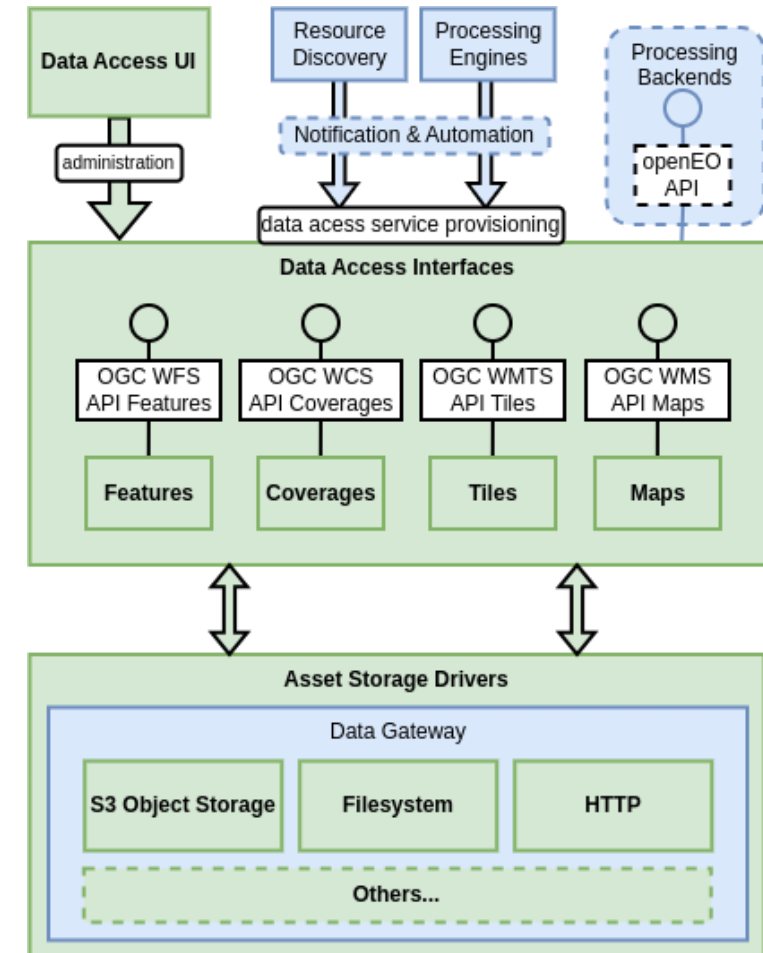 Data Access UI
Resource
Discovery
Processing
Engines
Processing
Backends
Notification & Automation
administration
openEO
API
data acess service provisioning
Data Access Interfaces
OGC WFS
API Features
OGC WCS
API Coverages
OGC WMTS
API Tiles
OGC WMS
API Maps
Features
Coverages
Tiles
Maps
Asset Storage Drivers
Data Gateway
S3 Object Storage
Filesystem
HTTP
Others...